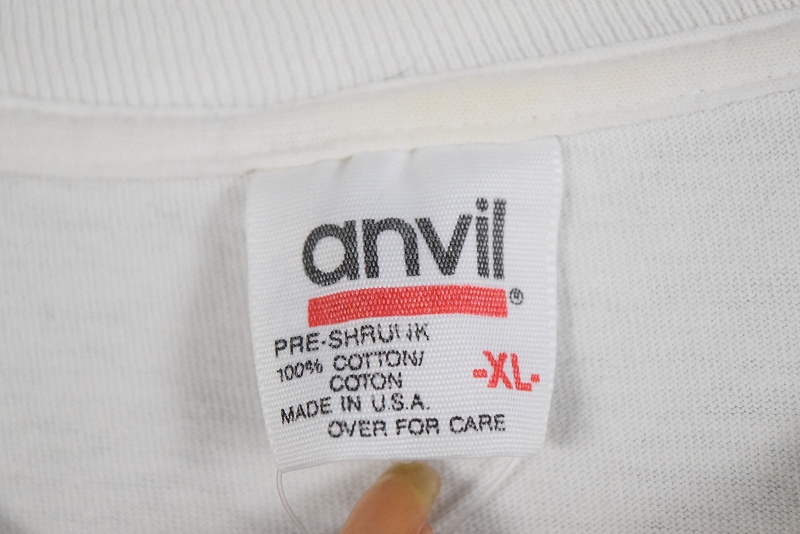 anvil®
PRE-SHRUNK
100% COTTON/
COTON
-XL-
MADE IN U.S.A.
OVER FOR CARE